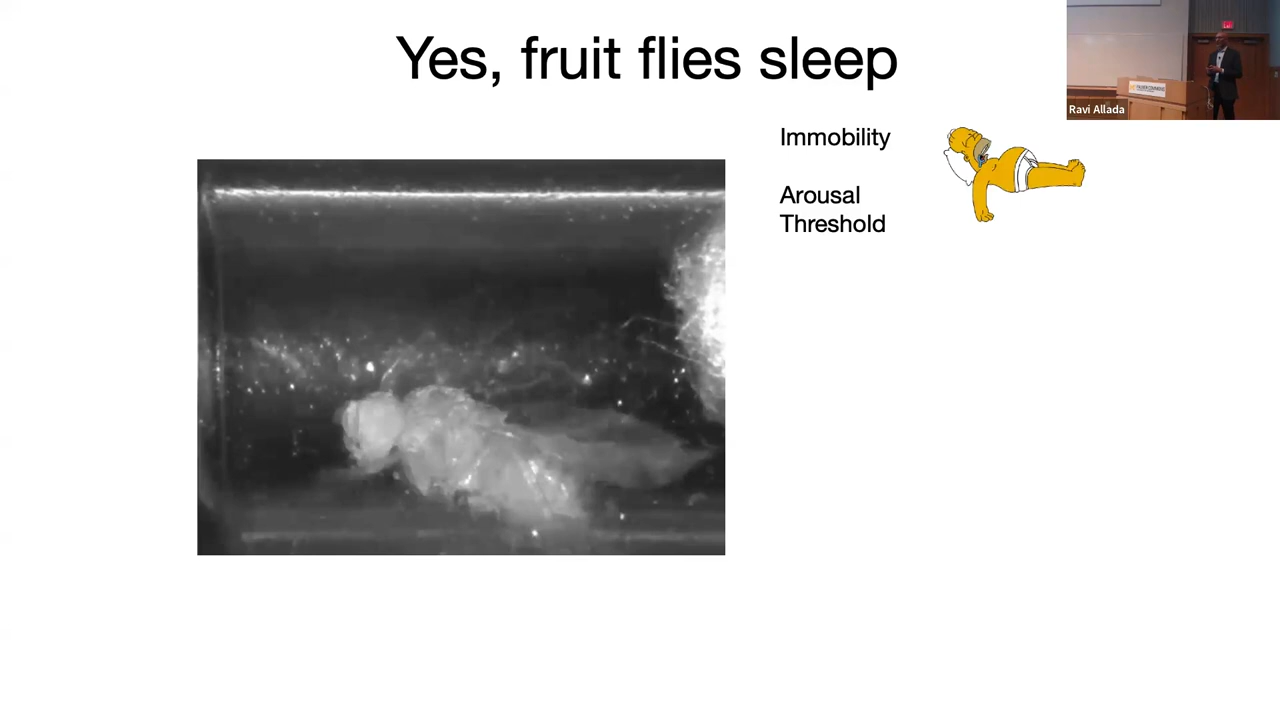 Yes, fruit flies sleep
Immobility
Arousal
Threshold
Ravi Allada